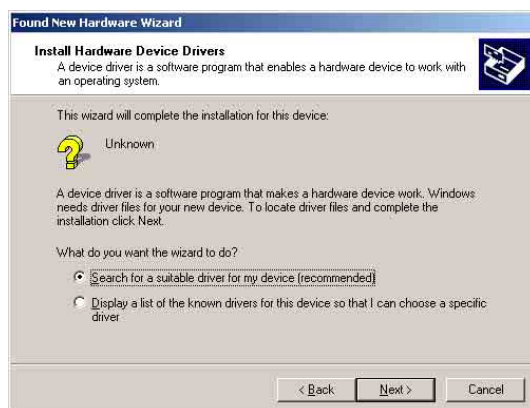 Found New Hardware Wizard
Install Hardware Device Drivers
A device driver is a software program that enables a hardware device to work with
an operating system.
This wizard will complete the installation for this device:
Unknown
A device driver is a software program that makes a hardware device work. Windows
needs driver files for your new device. To locate driver files and complete the
installation click Next.
What do you want the wizard to do?
Search for a suitable driver for my device (recommended)
Display a list of the known drivers for this device so that I can choose a specific
driver
< Back
Next >
Cancel